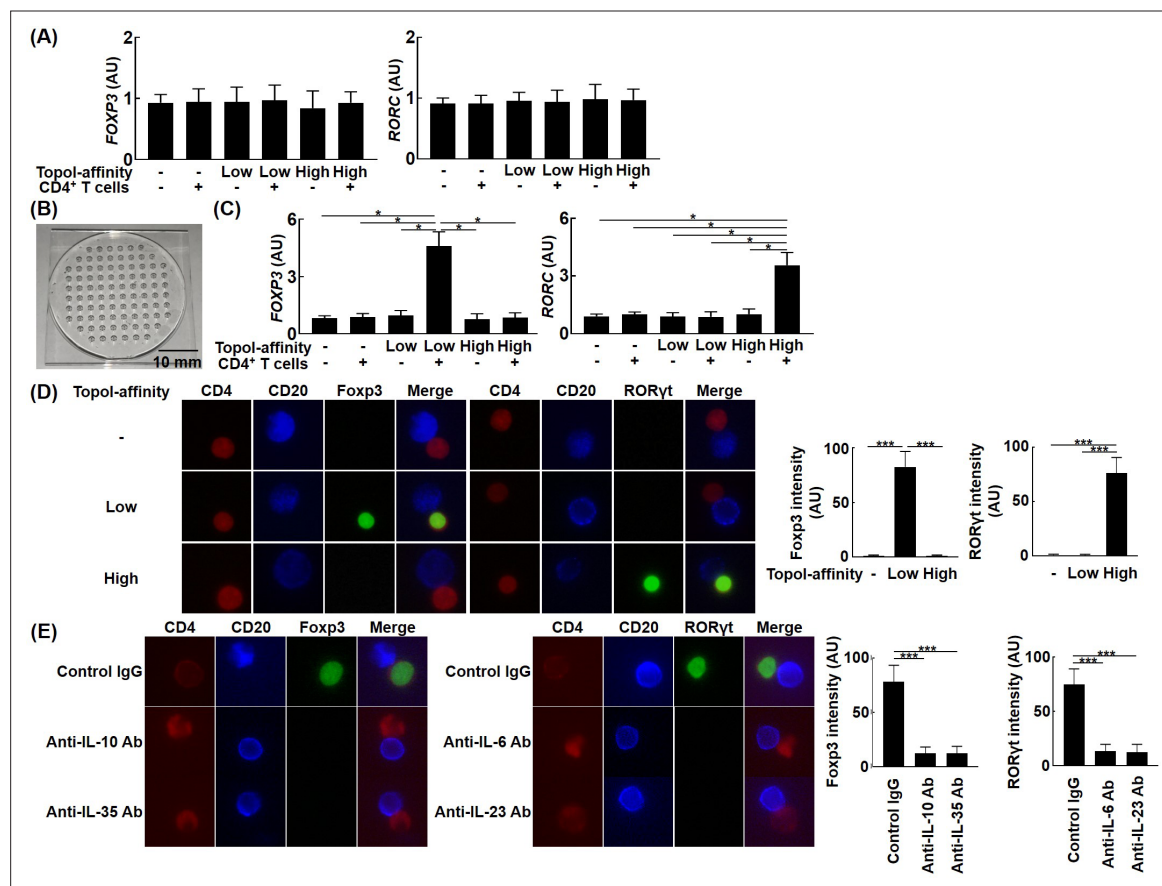 (A)
2
1
0
FOXP3 (AU)
2
1
0
RORC (AU)
Topol-affinity - - Low Low High High - - Low Low High High
CD4+ T cells - + - + - + - + - + - +
(B)
10 mm
(C)
6
3
0
FOXP3 (AU)
* *
* *
* *
6
3
0
RORC (AU)
*
*
*
*
*
Topol-affinity - - Low Low High High - - Low Low High High
CD4+ T cells - + - + - + - + - + - +
(D)
Topol-affinity CD4 CD20 Foxp3 Merge CD4 CD20 RORγt Merge
-
Low
High
100
50
0
Foxp3 intensity
(AU)
*** ***
100
50
0
RORγt intensity
(AU)
***
***
Topol-affinity - Low High - Low High
(E)
CD4 CD20 Foxp3 Merge
Control IgG
Anti-IL-10 Ab
Anti-IL-35 Ab
CD4 CD20 RORγt Merge
Control IgG
Anti-IL-6 Ab
Anti-IL-23 Ab
100
50
0
Foxp3 intensity (AU)
***
***
Control IgG
Anti-IL-10 Ab
Anti-IL-35 Ab
100
50
0
RORγt intensity (AU)
***
***
Control IgG
Anti-IL-6 Ab
Anti-IL-23 Ab